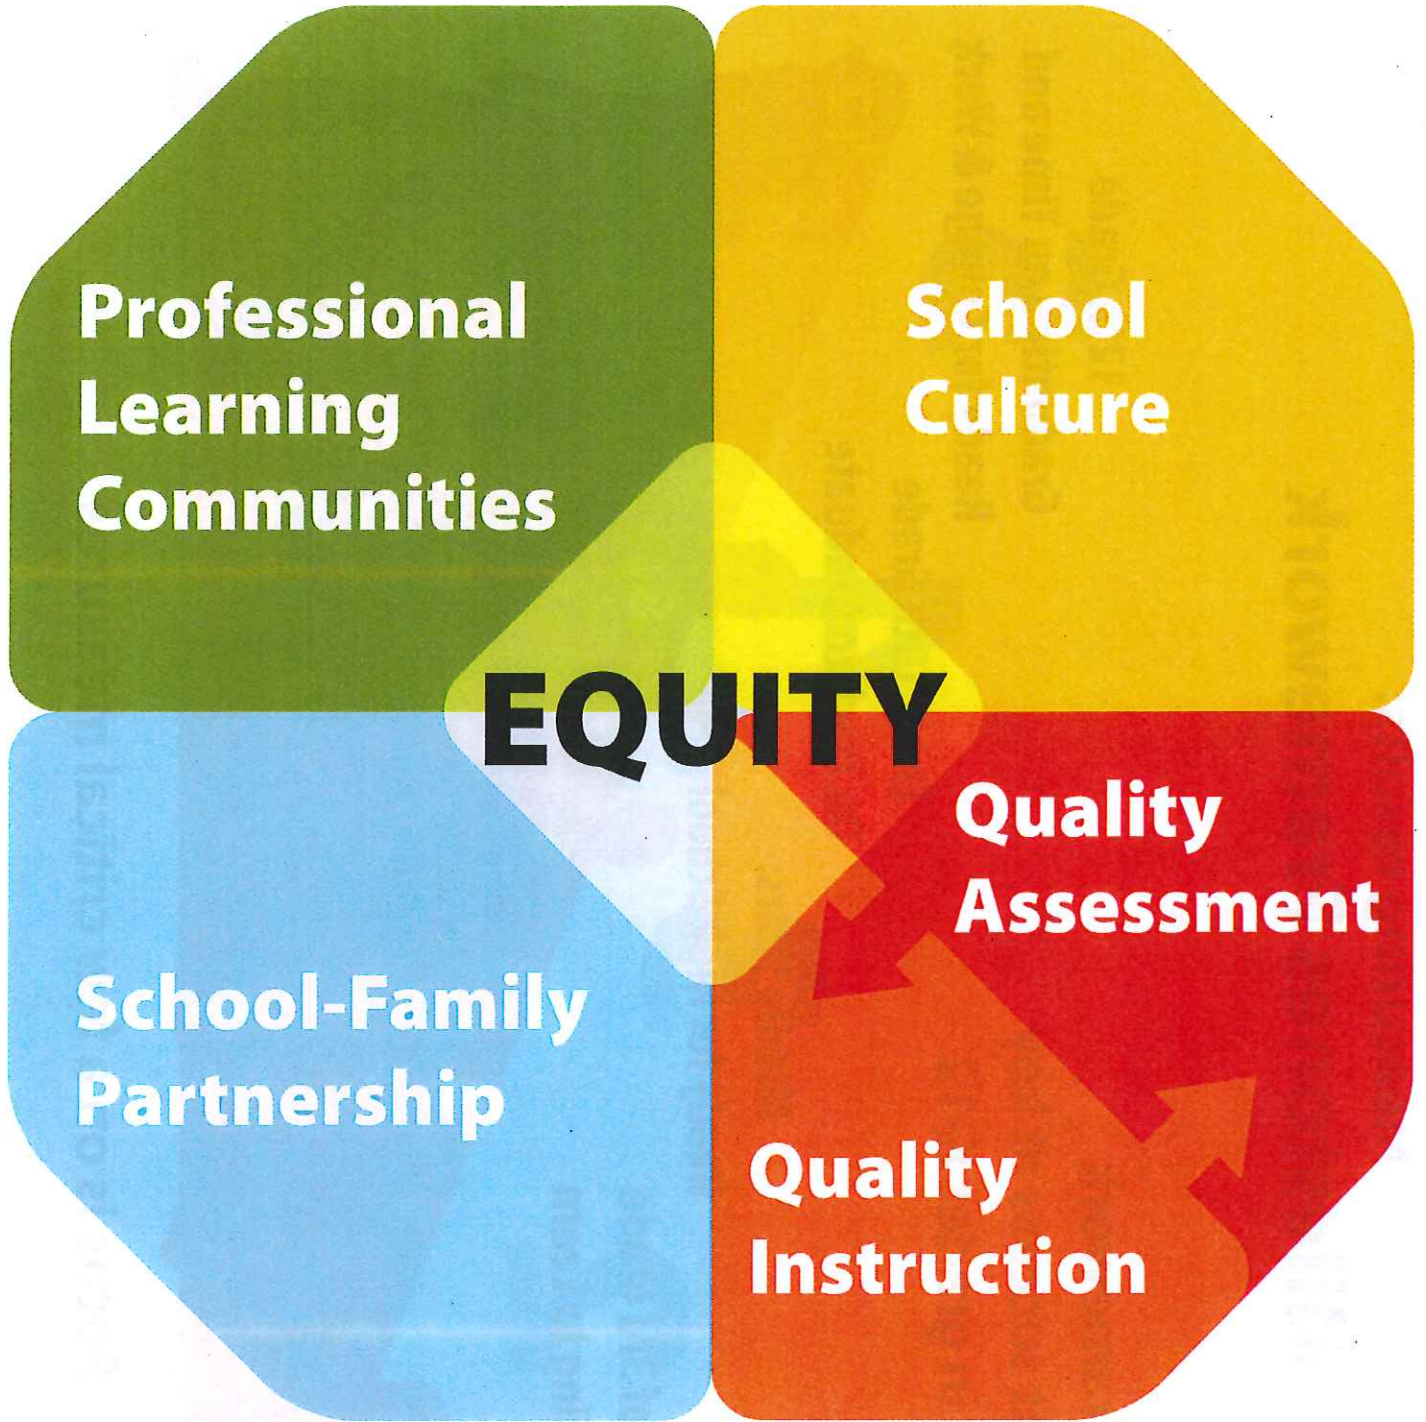 Professional
Learning
Communities
School
Culture
EQUITY
Quality
Assessment
School-Family
Partnership
Quality
Instruction